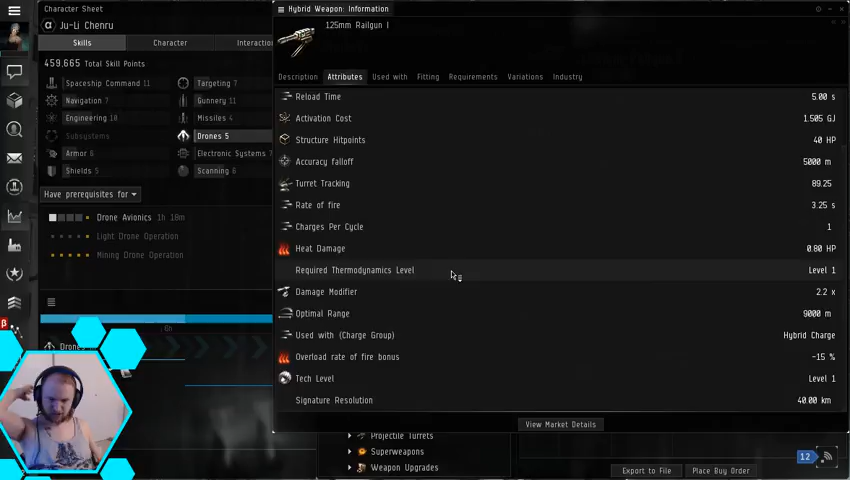 Character Sheet
α Ju-Li Chenru
Skills Character Interaction
459,665 Total Skill Points
Spaceship Command 11 Targeting 7
Navigation 7 Gunnery 11
Engineering 10 Missiles 4
Subsystems Drones 5
Armor 6 Electronic Systems 7
Shields 5 Scanning 6
Have prerequisites for
Drone Avionics 1h 18m
Light Drone Operation
Mining Drone Operation
Hybrid Weapon: Information
125mm Railgun I
Description Attributes Used with Fitting Requirements Variations Industry
Reload Time 5.00 s
Activation Cost 1.505 GJ
Structure Hitpoints 40 HP
Accuracy falloff 5000 m
Turret Tracking 89.25
Rate of fire 3.25 s
Charges Per Cycle 1
Heat Damage 0.80 HP
Required Thermodynamics Level Level 1
Damage Modifier 2.2 x
Optimal Range 9000 m
Used with (Charge Group) Hybrid Charge
Overload rate of fire bonus -15 %
Tech Level Level 1
Signature Resolution 40.00 km
View Market Details
Projectile Turrets
Superweapons
Weapon Upgrades
Export to File Place Buy Order
12
β